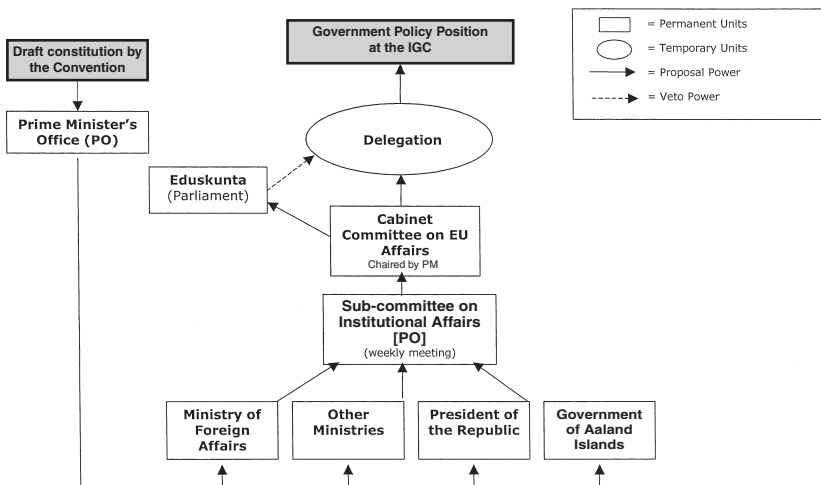 Draft constitution by
the Convention
Government Policy Position
at the IGC
= Permanent Units
= Temporary Units
= Proposal Power
= Veto Power
Prime Minister's
Office (PO)
Delegation
Eduskunta
(Parliament)
Cabinet
Committee on EU
Affairs
Chaired by PM
Sub-committee on
Institutional Affairs
[PO]
(weekly meeting)
Ministry of
Foreign
Affairs
Other
Ministries
President of
the Republic
Government
of Aaland
Islands